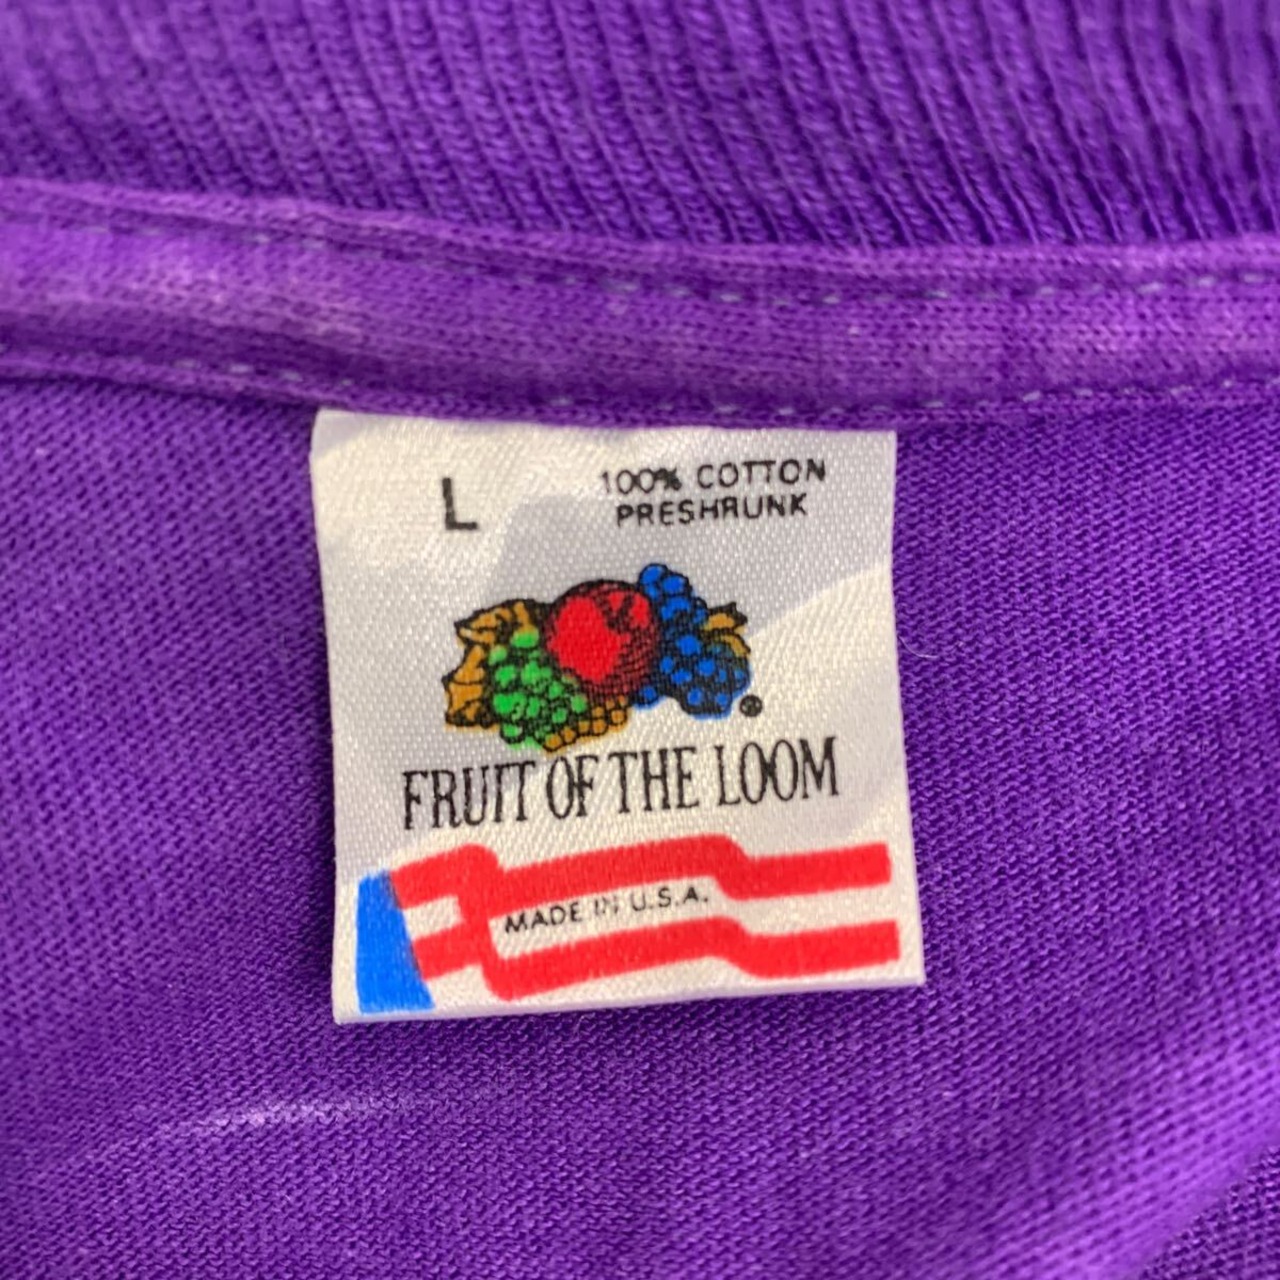 L
100% COTTON
PRESHRUNK
®
FRUIT OF THE LOOM
MADE IN U.S.A.